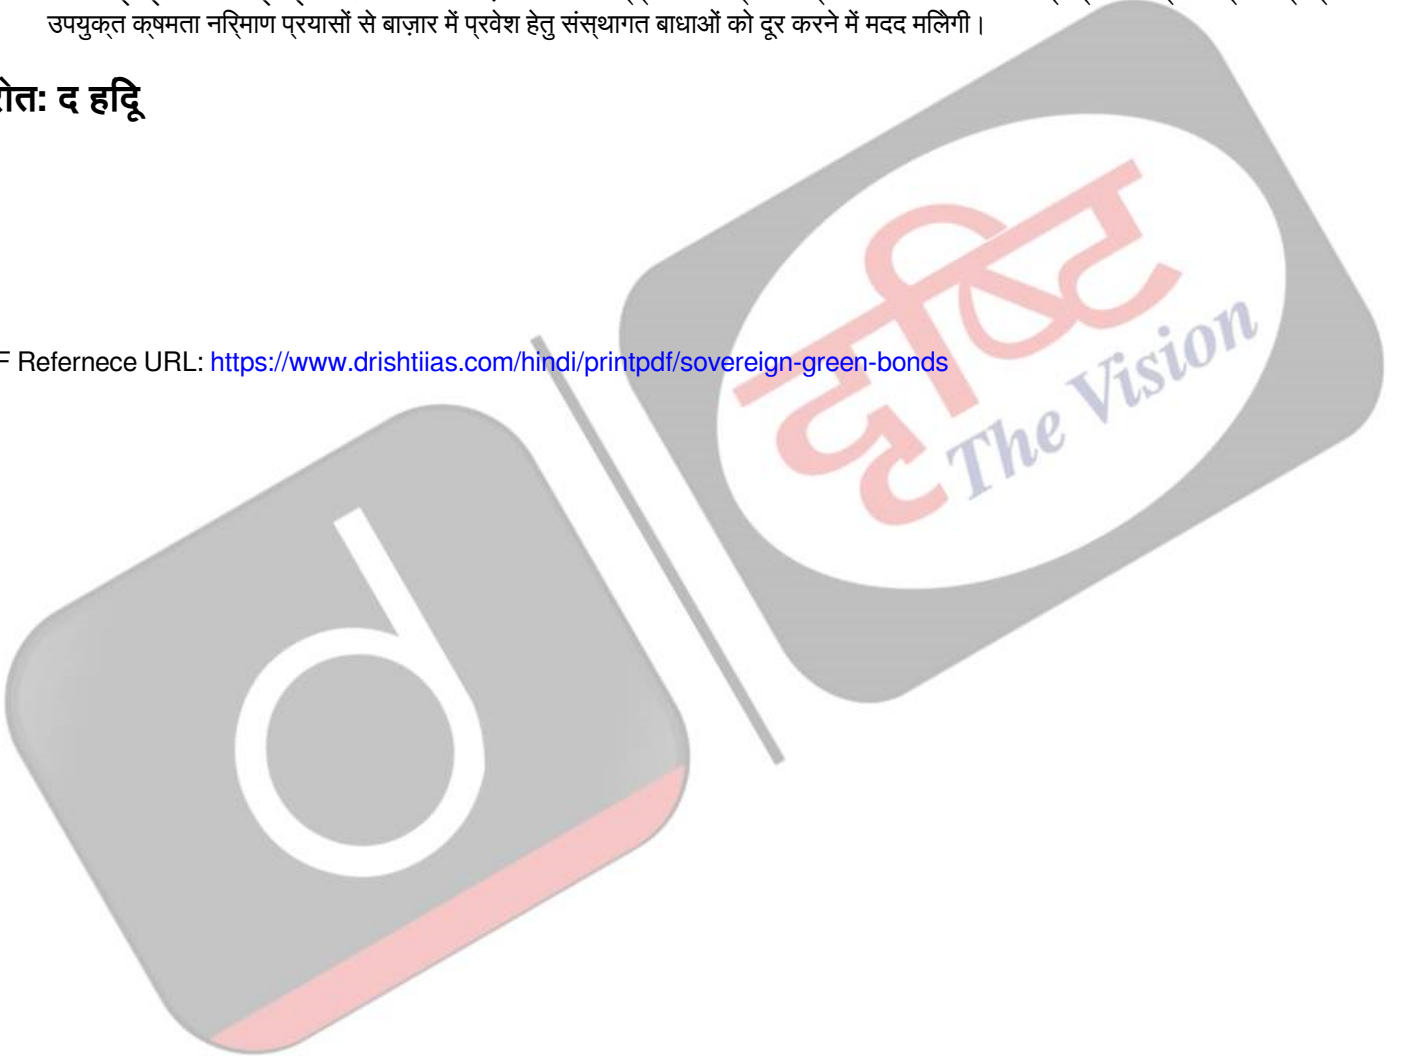 उपयुक्त क्षमता निर्माण प्रयासों से बाज़ार में प्रवेश हेतु संस्थागत बाधाओं को दूर करने में मदद मिलेगी।
रोत: द हिंदू
F Refernece URL: https://www.drishtiias.com/hindi/printpdf/sovereign-green-bonds
दृष्टि
The Vision
d